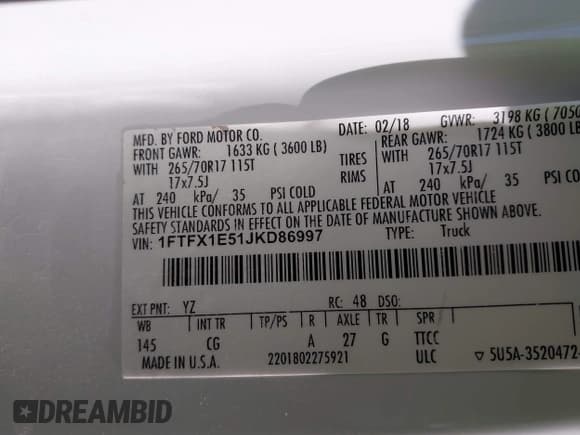 MFD. BY FORD MOTOR CO. DATE: 02/18 GVWR: 3198 KG ( 7050
FRONT GAWR: 1633 KG ( 3600 LB) REAR GAWR: 1724 KG ( 3800 LB
WITH 265/70R17 115T TIRES WITH 265/70R17 115T
17x7.5J RIMS 17x7.5J
AT 240 kPa/ 35 PSI COLD AT 240 kPa/ 35 PSI COLD
THIS VEHICLE CONFORMS TO ALL APPLICABLE FEDERAL MOTOR VEHICLE
SAFETY STANDARDS IN EFFECT ON THE DATE OF MANUFACTURE SHOWN ABOVE.
VIN: 1FTFX1E51JKD86997 TYPE: Truck
EXT PNT: YZ RC: 48 DSO:
WB INT TR TP/PS R AXLE TR SPR
145 CG A 27 G TTCC
MADE IN U.S.A. 2201802275921 ULC ▽ 5U5A-3520472-
DREAMBID